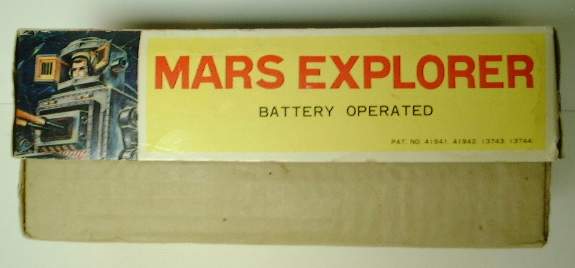 MARS EXPLORER
BATTERY OPERATED
PAT. NO. 41941. 41942. 13743. 13744